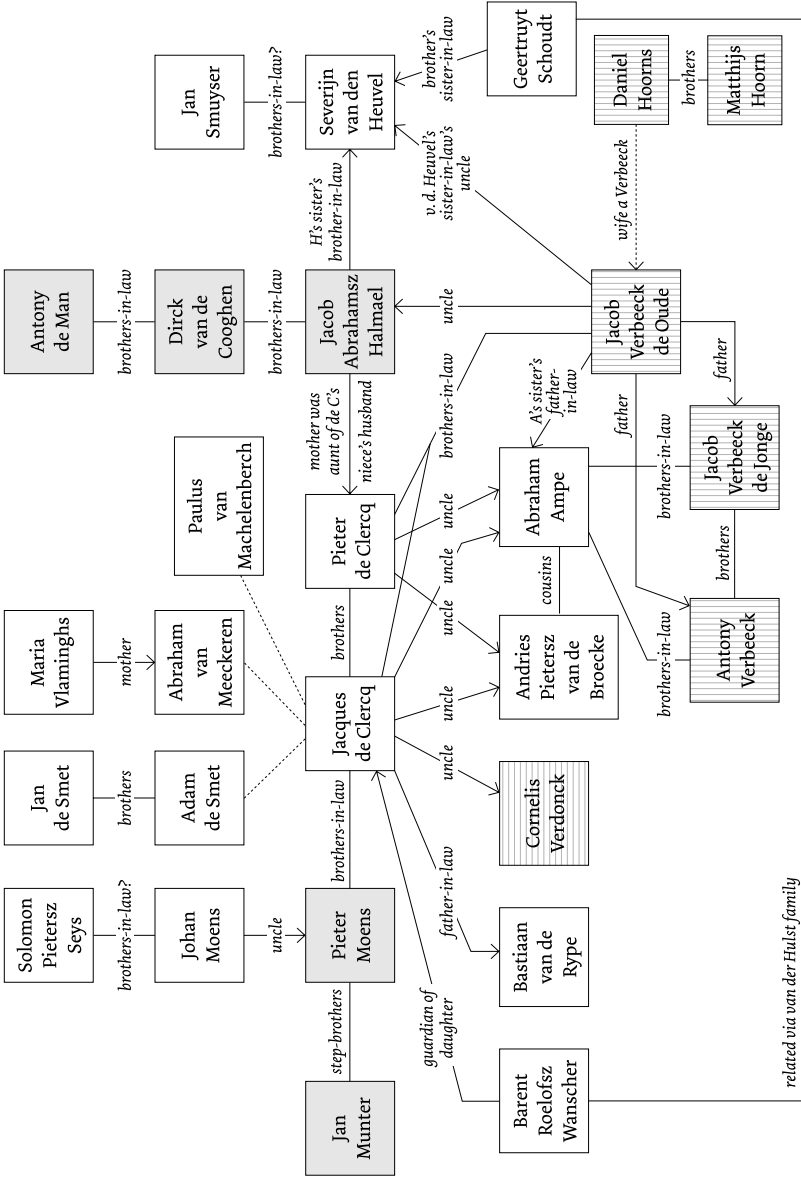 Solomon
Pietersz
Seys
brothers-in-law?
Johan
Moens
uncle
Pieter
Moens
step-brothers
Jan
Munter
Jan
de Smet
brothers
Adam
de Smet
Maria
Vlaminghs
mother
Abraham
van
Meeckeren
Paulus
van
Machelenberch
Antony
de Man
brothers-in-law
Dirck
van de
Cooghen
brothers-in-law
Jacob
Abrahamsz
Halmael
H's sister's
brother-in-law
Jan
Smuyser
brothers-in-law?
Severijn
van den
Heuvel
brother's
sister-in-law
Geertruyt
Schoudt
brothers-in-law
Jacques
de Clercq
brothers
Pieter
de Clercq
mother was
aunt of de C's
niece's husband
uncle
v.d. Heuvel's
sister-in-law's
uncle
guardian of
daughter
father-in-law
uncle
uncle
uncle
uncle
uncle
brothers-in-law
Barent
Roelofsz
Wanscher
Bastiaan
van de
Rype
Cornelis
Verdonck
Andries
Pietersz
van de
Broecke
cousins
Abraham
Ampe
A's sister's
father-
in-law
Jacob
Verbeeck
de Oude
wife a Verbeeck
Daniel
Hoorns
brothers
Matthijs
Hoorn
father
father
brothers-in-law
brothers-in-law
Antony
Verbeeck
brothers
Jacob
Verbeeck
de Jonge
related via van der Hulst family